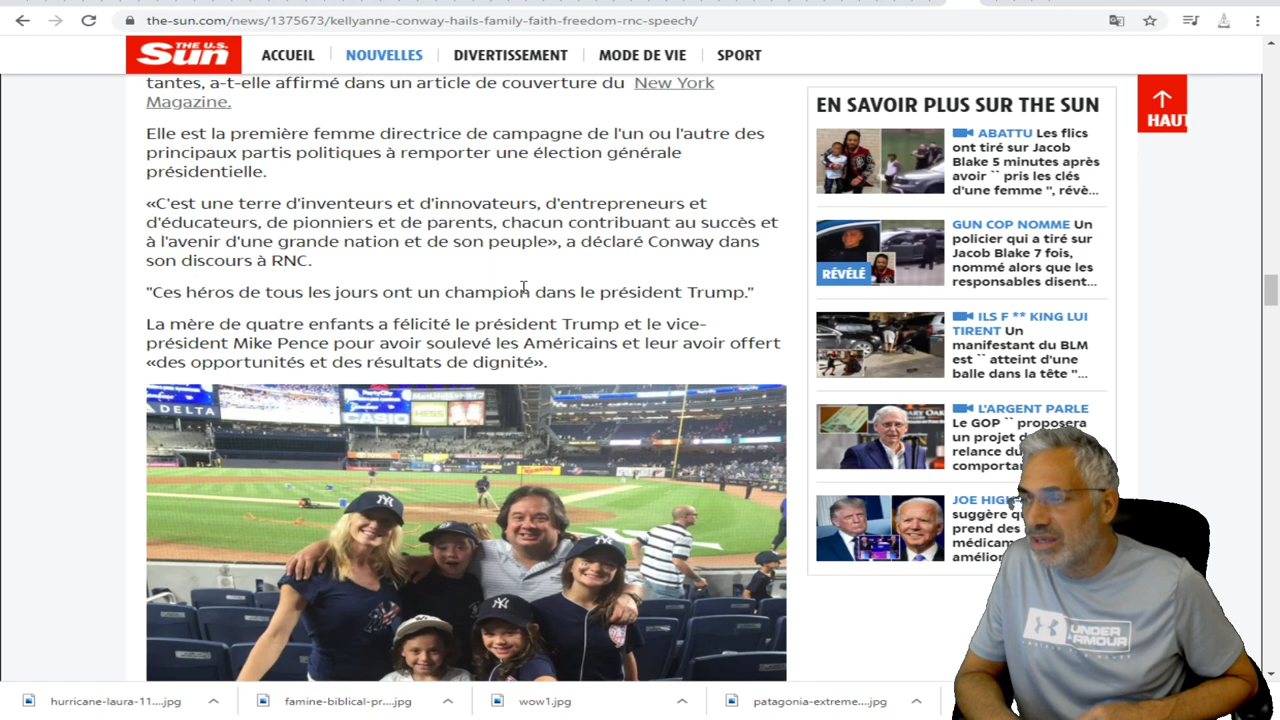 the-sun.com/news/1375673/kellyanne-conway-hails-family-faith-freedom-rnc-speech/
THE U.S.
Sun
ACCUEIL
NOUVELLES
DIVERTISSEMENT
MODE DE VIE
SPORT
tantes, a-t-elle affirmé dans un article de couverture du New York
Magazine.
Elle est la première femme directrice de campagne de l'un ou l'autre des
principaux partis politiques à remporter une élection générale
présidentielle.
«C'est une terre d'inventeurs et d'innovateurs, d'entrepreneurs et
d'éducateurs, de pionniers et de parents, chacun contribuant au succès et
à l'avenir d'une grande nation et de son peuple», a déclaré Conway dans
son discours à RNC.
"Ces héros de tous les jours ont un champion dans le président Trump."
La mère de quatre enfants a félicité le président Trump et le vice-
président Mike Pence pour avoir soulevé les Américains et leur avoir offert
«des opportunités et des résultats de dignité».
DELTA
CASIO
HESS
EN SAVOIR PLUS SUR THE SUN
HAUT
ABATTU Les flics
ont tiré sur Jacob
Blake 5 minutes après
avoir `` pris les clés
d'une femme ", révè...
GUN COP NOMME Un
policier qui a tiré sur
Jacob Blake 7 fois,
nommé alors que les
responsables disent...
RÉVÉLÉ
ILS F ** KING LUI
TIRENT Un
manifestant du BLM
est `` atteint d'une
balle dans la tête "...
L'ARGENT PARLE
Le GOP `` proposera
un projet d
relance du
comportan
JOE HIGH
suggère qu
prend des
médicam
amélio
UNDER
ARMOUR
hurricane-laura-11....jpg
famine-biblical-pr....jpg
wow1.jpg
patagonia-extreme....jpg